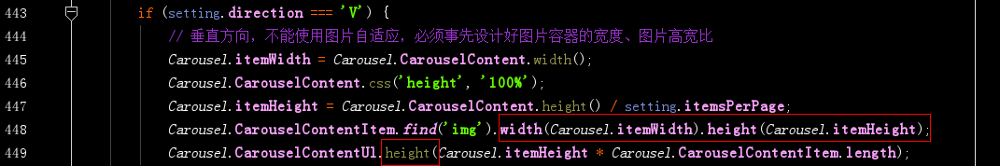 443 if (setting.direction === 'V') {
444 // 垂直方向，不能使用图片自适应，必须事先设计好图片容器的宽度、图片高宽比
445 Carousel.itemWidth = Carousel.CarouselContent.width();
446 Carousel.CarouselContent.css('height', '100%');
447 Carousel.itemHeight = Carousel.CarouselContent.height() / setting.itemsPerPage;
448 Carousel.CarouselContentItem.find('img').width(Carousel.itemWidth).height(Carousel.itemHeight);
449 Carousel.CarouselContentUl.height(Carousel.itemHeight * Carousel.CarouselContentItem.length);